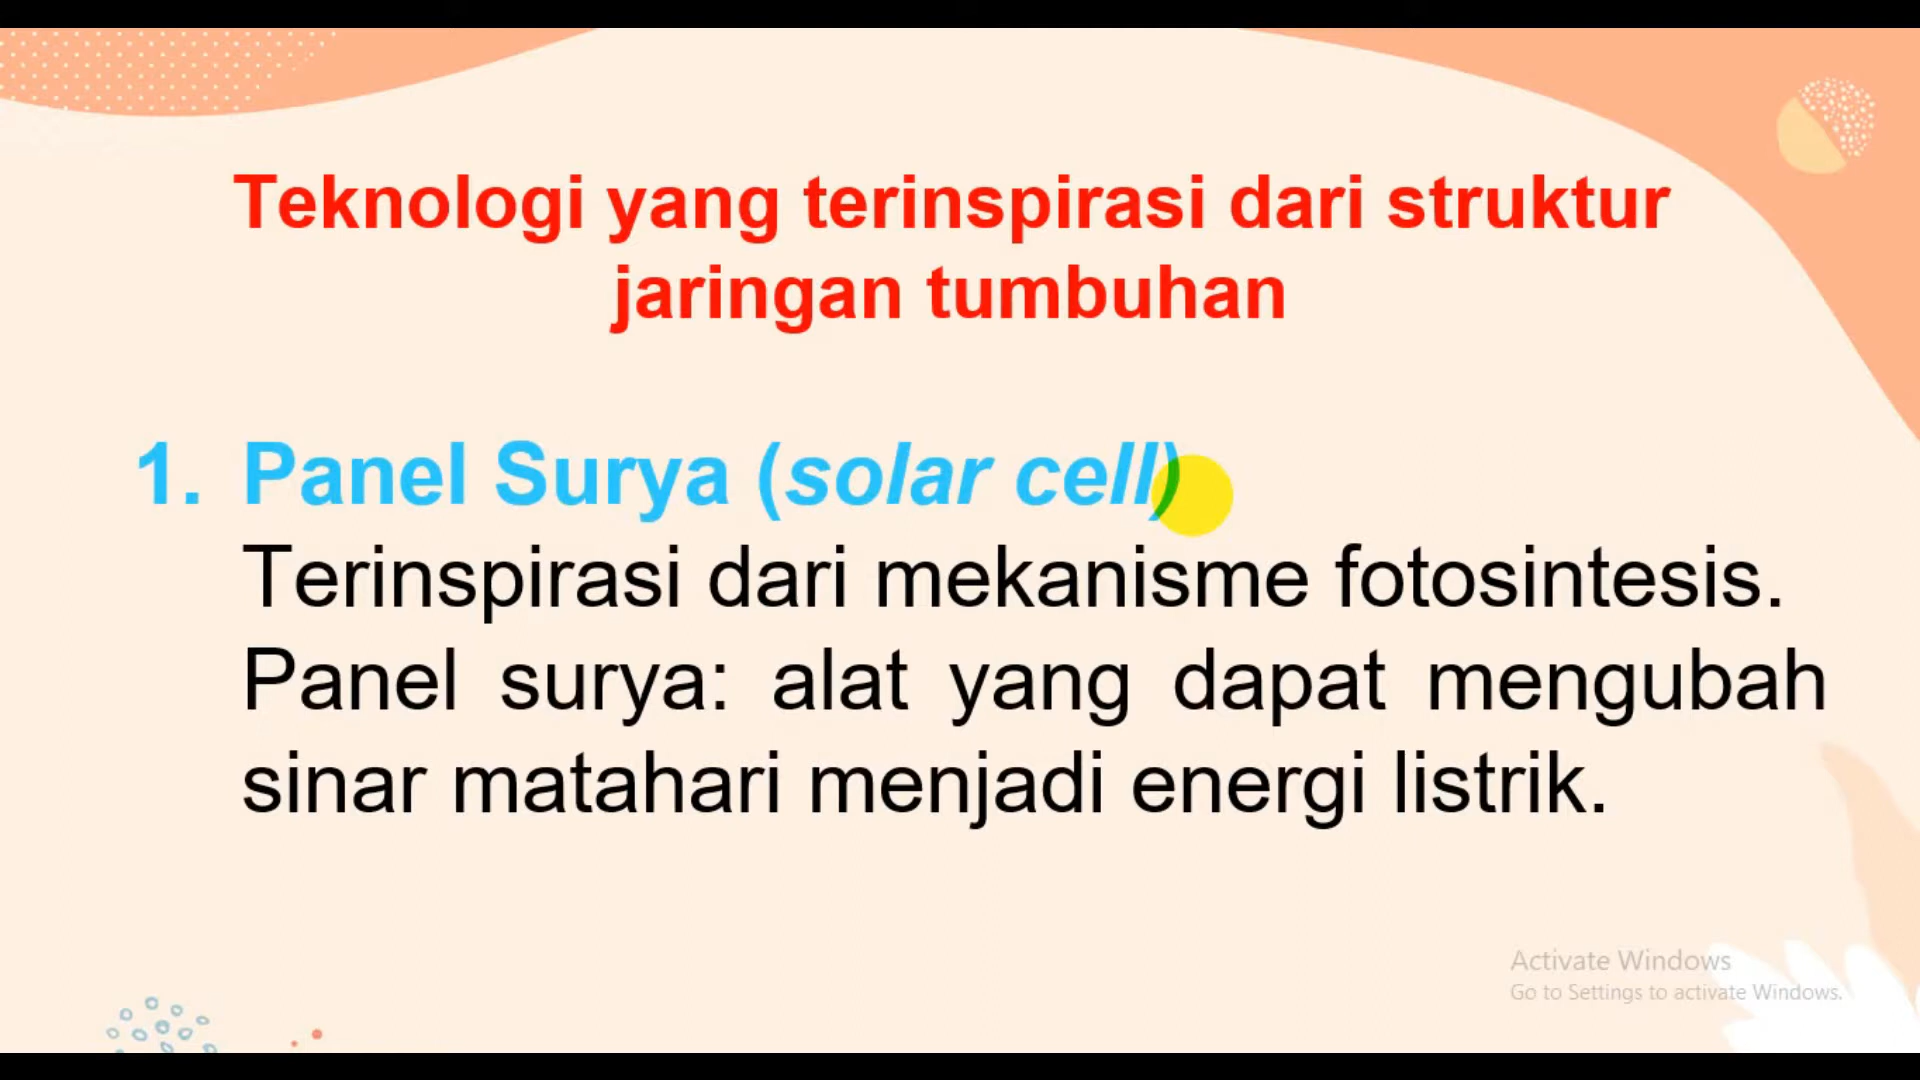 Teknologi yang terinspirasi dari struktur
jaringan tumbuhan
1. Panel Surya (solar cell)
Terinspirasi dari mekanisme fotosintesis.
Panel surya: alat yang dapat mengubah
sinar matahari menjadi energi listrik.
Activate Windows
Go to Settings to activate Windows.